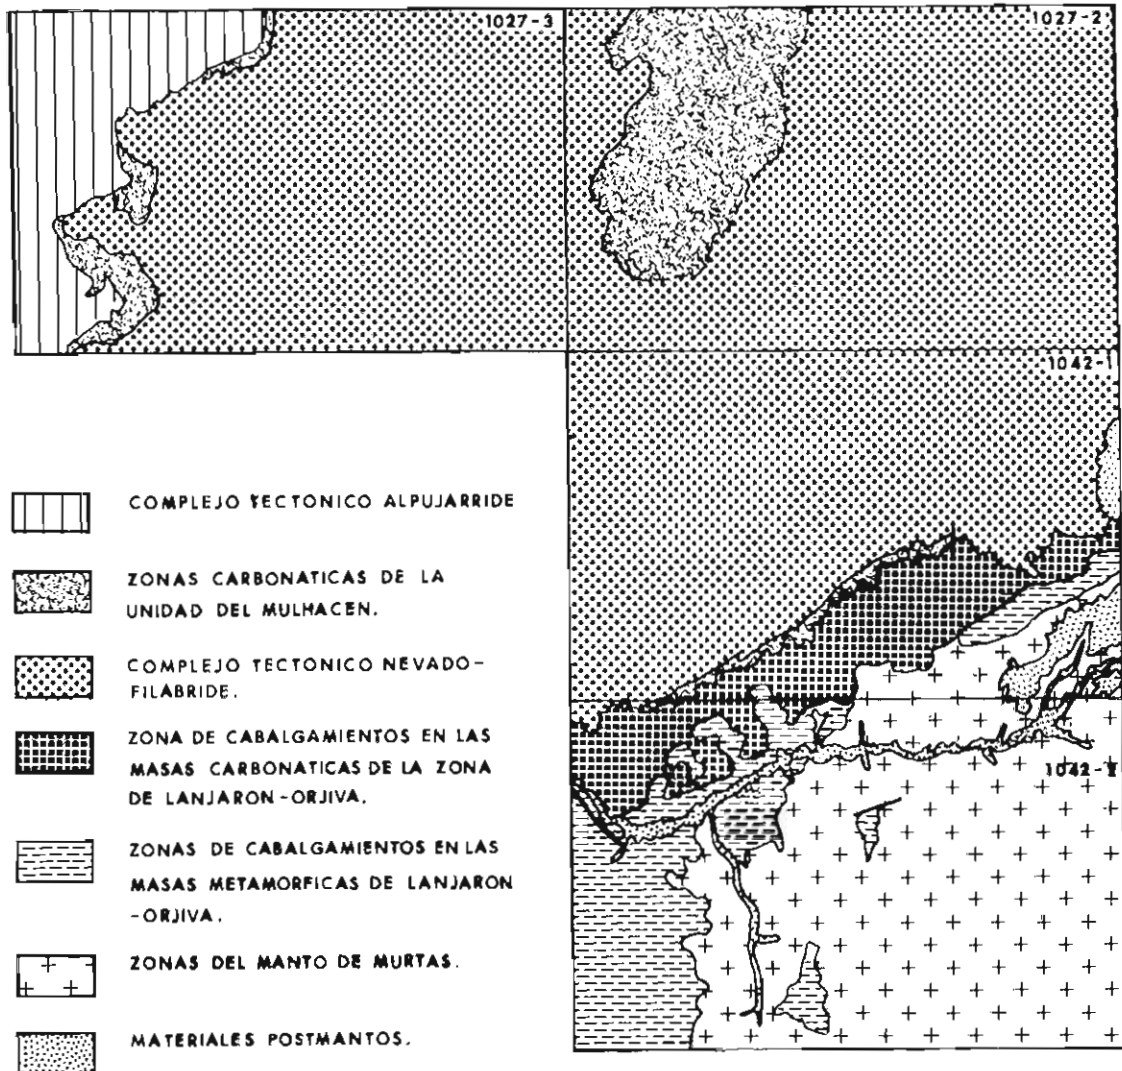 1027-3
1027-2
1042-1
1042-2
COMPLEJO TECTONICO ALPUJARRIDE
ZONAS CARBONATICAS DE LA
UNIDAD DEL MULHACEN.
COMPLEJO TECTONICO NEVADO-
FILABRIDE.
ZONA DE CABALGAMIENTOS EN LAS
MASAS CARBONATICAS DE LA ZONA
DE LANJARON-ORJIVA.
ZONAS DE CABALGAMIENTOS EN LAS
MASAS METAMORFICAS DE LANJARON
-ORJIVA.
ZONAS DEL MANTO DE MURTAS.
MATERIALES POSTMANTOS.